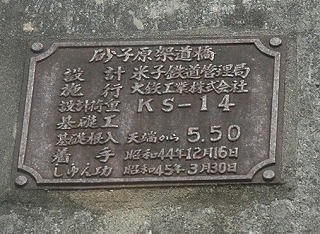 砂子原架道橋
設計 米子鉄道管理局
施行 大鉄工業株式会社
設計荷重 KS-14
基礎工
基礎根入 天端から 5.50
着手 昭和44年12月16日
しゅん功 昭和45年3月30日